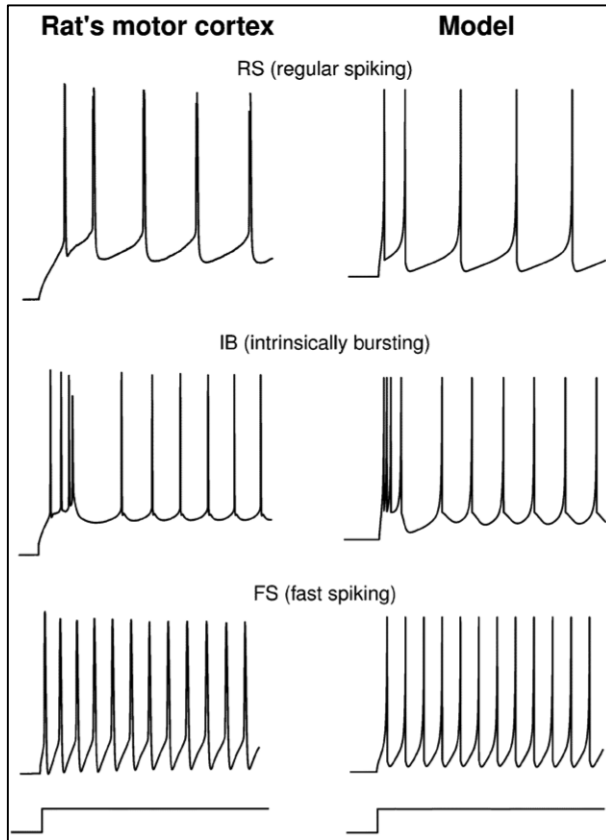 Rat's motor cortex Model
RS (regular spiking)
IB (intrinsically bursting)
FS (fast spiking)